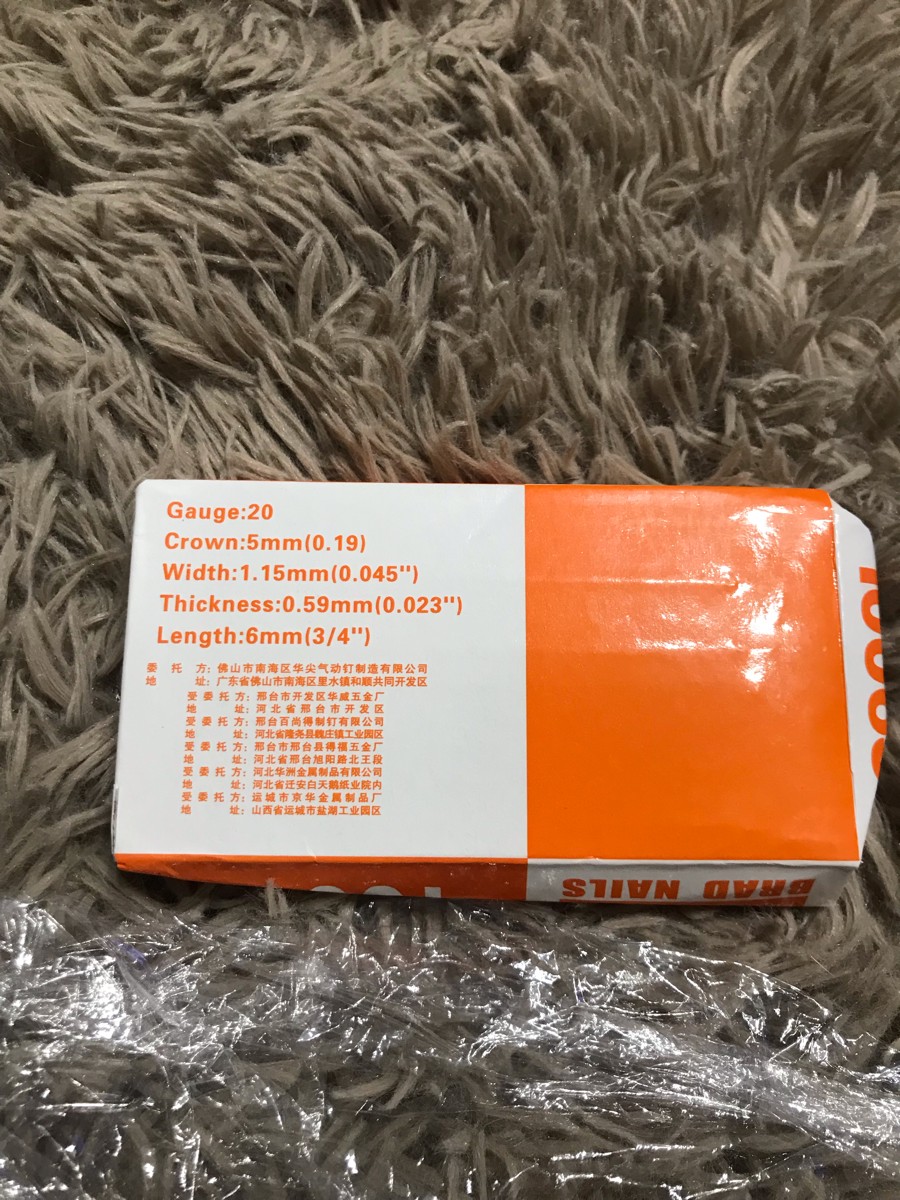 Gauge:20
Crown:5mm(0.19)
Width:1.15mm(0.045")
Thickness:0.59mm(0.023")
Length:6mm(3/4")
委托方:佛山市南海区华尖气动钉制造有限公司
地址:广东省佛山市南海区里水镇和顺共同开发区
受委托方:邢台市开发区华威五金厂
地址:河北省邢台市开发区
受委托方:邢台百尚得制钉有限公司
地址:河北省隆尧县魏庄镇工业园区
受委托方:邢台市邢台县得福五金厂
地址:河北省邢台旭阳路北王段
受委托方:河北华洲金属制品有限公司
地址:河北省迁安白天鹅纸业院内
受委托方:运城市京华金属制品厂
地址:山西省运城市盐湖工业园区
BRAD NAILS